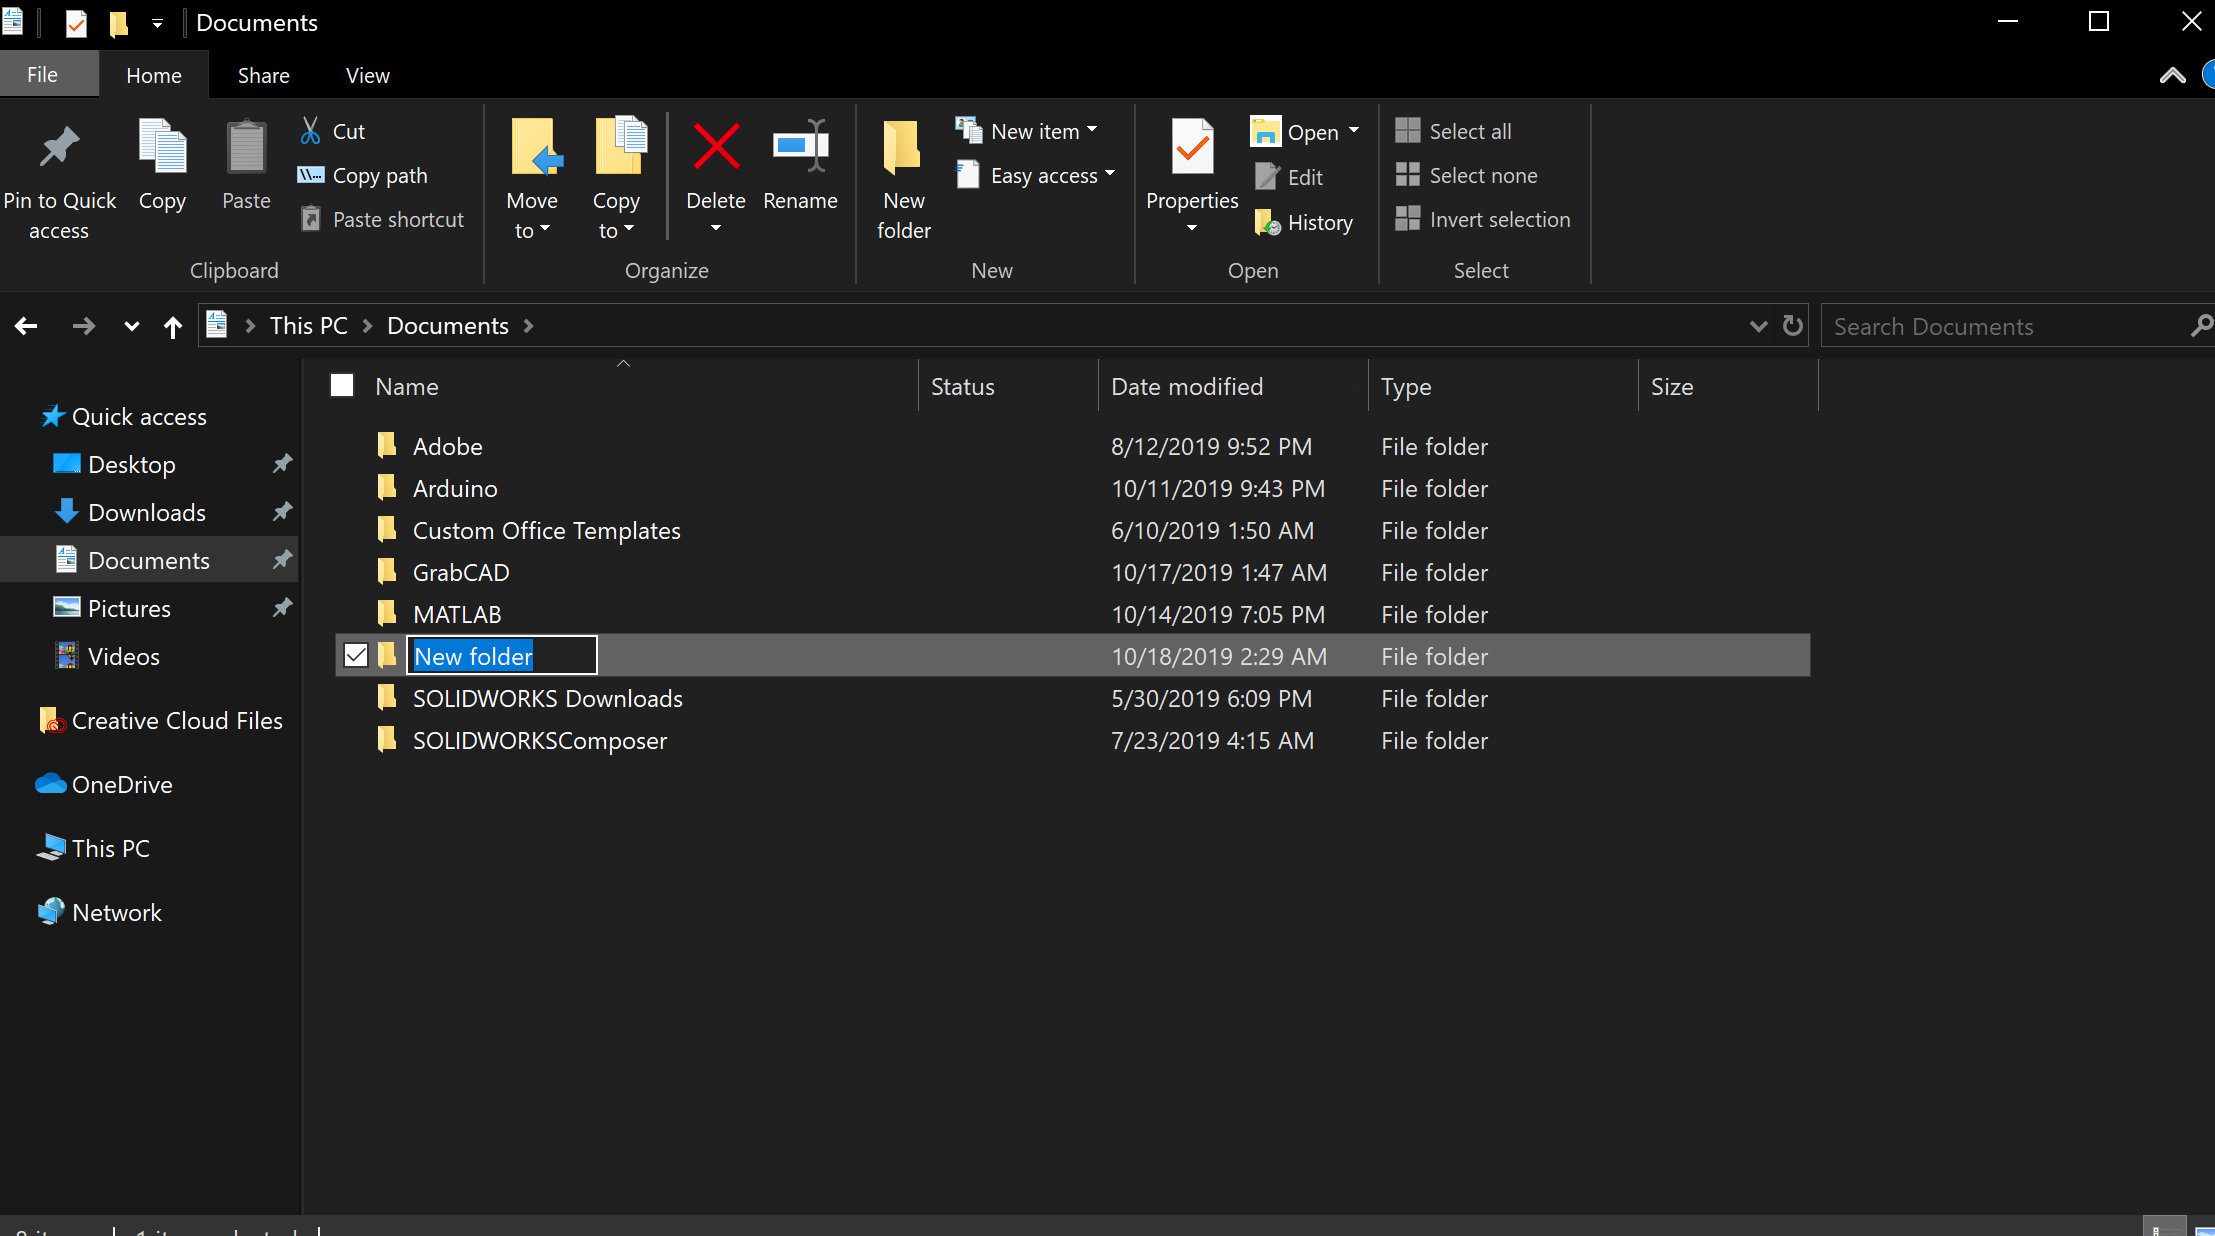 Documents
File Home Share View
Pin to Quick access
Copy
Paste
Cut
Copy path
Paste shortcut
Clipboard
Move to
Copy to
Delete
Rename
Organize
New folder
New item
Easy access
New
Properties
Open
Edit
History
Open
Select all
Select none
Invert selection
Select
This PC Documents
Search Documents
Quick access
Desktop
Downloads
Documents
Pictures
Videos
Creative Cloud Files
OneDrive
This PC
Network
Name Status Date modified Type Size
Adobe 8/12/2019 9:52 PM File folder
Arduino 10/11/2019 9:43 PM File folder
Custom Office Templates 6/10/2019 1:50 AM File folder
GrabCAD 10/17/2019 1:47 AM File folder
MATLAB 10/14/2019 7:05 PM File folder
New folder 10/18/2019 2:29 AM File folder
SOLIDWORKS Downloads 5/30/2019 6:09 PM File folder
SOLIDWORKSComposer 7/23/2019 4:15 AM File folder